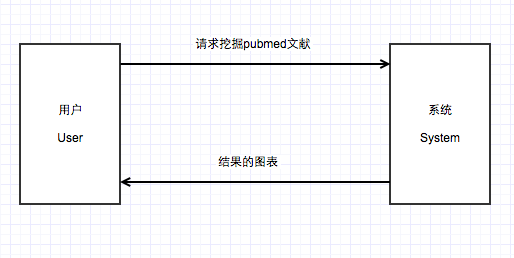 请求挖掘pubmed文献
用户
User
系统
System
结果的图表